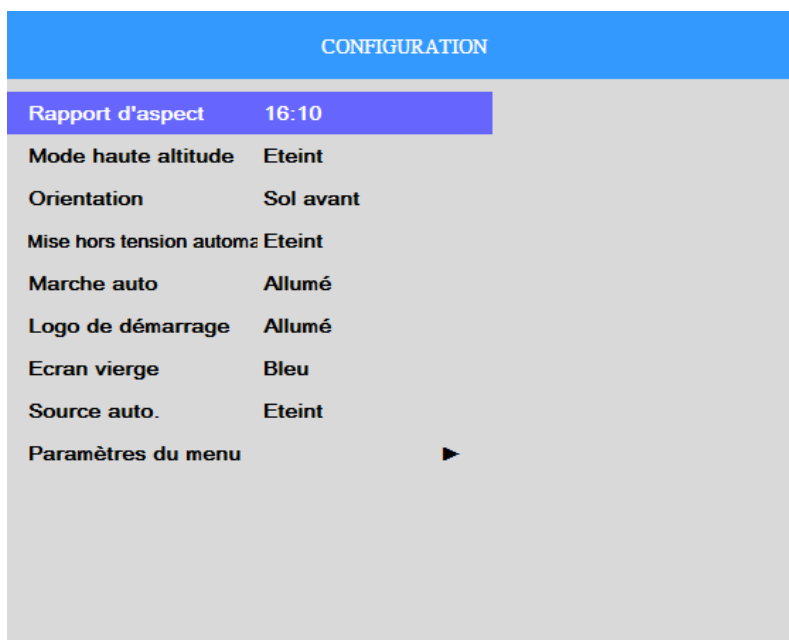 CONFIGURATION
Rapport d'aspect 16:10
Mode haute altitude Eteint
Orientation Sol avant
Mise hors tension automa Eteint
Marche auto Allumé
Logo de démarrage Allumé
Ecran vierge Bleu
Source auto. Eteint
Paramètres du menu ►